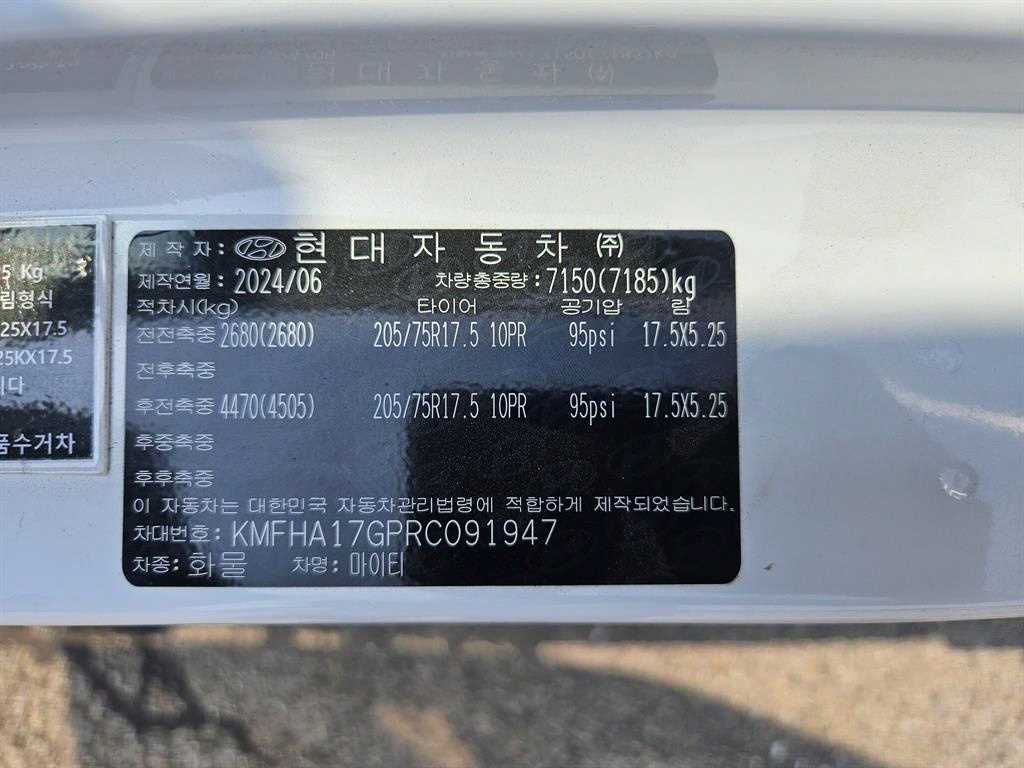 5 Kg
림형식
25X17.5
25KX17.5
니다
품수거차
제 작 자: 현 대 자 동 차 ㈜
제작연월: 2024/06 차량총중량: 7150(7185)kg
적차시(kg) 타이어 공기압 림
전전축중 2680(2680) 205/75R17.5 10PR 95psi 17.5X5.25
전후축중
후전축중 4470(4505) 205/75R17.5 10PR 95psi 17.5X5.25
후중축중
후후축중
이 자동차는 대한민국 자동차관리법령에 적합하게 제작되었습니다.
차대번호: KMFHA17GPRC091947
차종: 화물 차명: 마이티